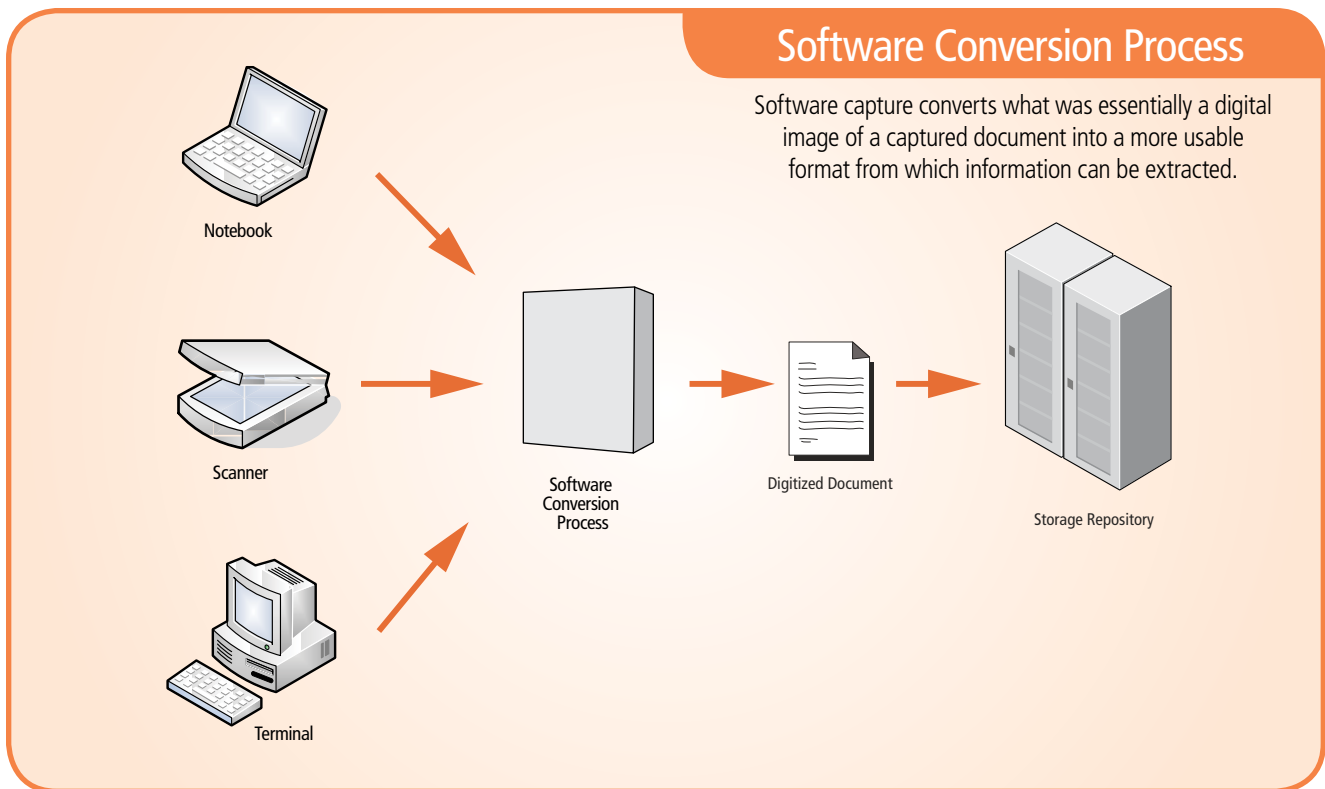 Software Conversion Process
Software capture converts what was essentially a digital
image of a captured document into a more usable
format from which information can be extracted.
Notebook
Scanner
Terminal
Software
Conversion
Process
Digitized Document
Storage Repository